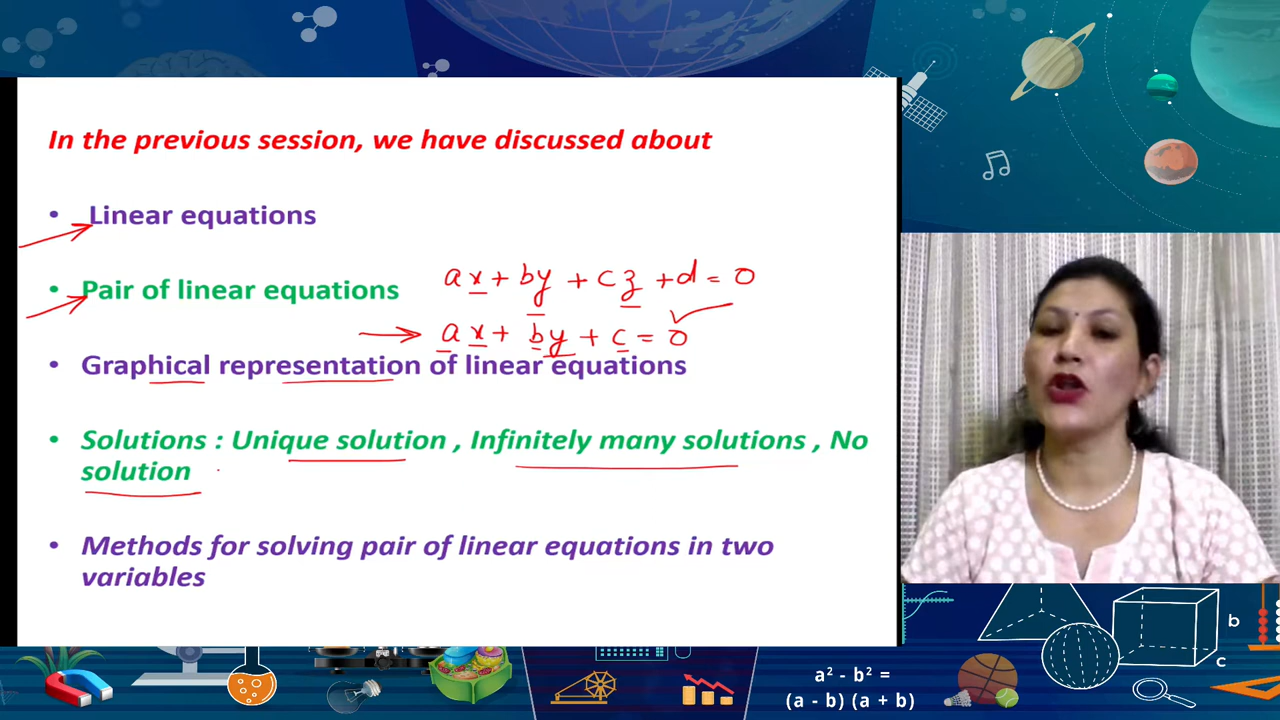 In the previous session, we have discussed about
• Linear equations
ax + by + cz + d = 0
• Pair of linear equations
ax + by + c = 0
• Graphical representation of linear equations
• Solutions : Unique solution , Infinitely many solutions , No
solution
• Methods for solving pair of linear equations in two
variables
b
c
a² - b² =
(a - b) (a + b)